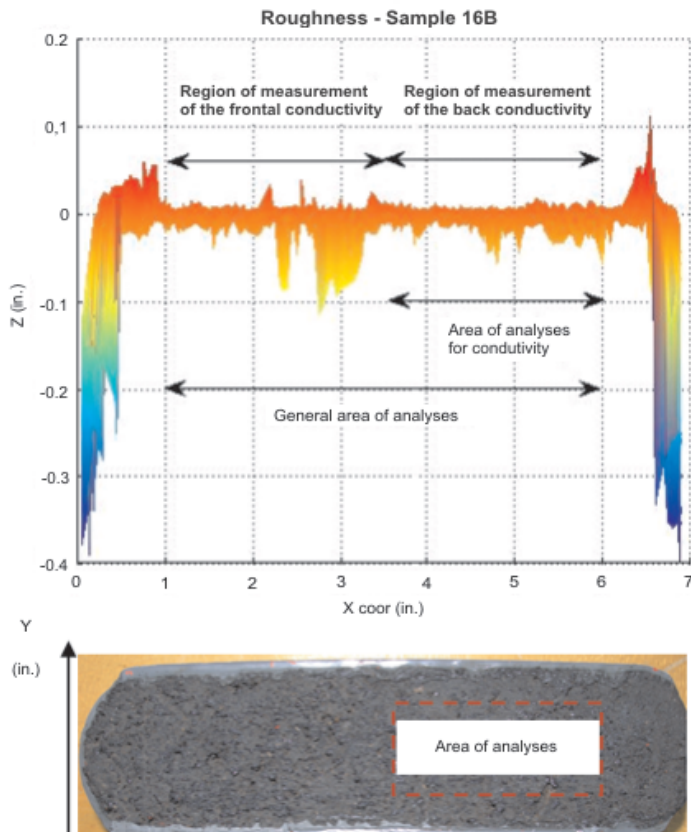 Roughness - Sample 16B
0.2
Region of measurement
of the frontal conductivity
Region of measurement
of the back conductivity
0,1
0
Z (in.)
-0.1
Area of analyses
for condutivity
-0.2
General area of analyses
-0.3
-0.4
0 1 2 3 4 5 6 7
X coor (in.)
Y
(in.)
Area of analyses